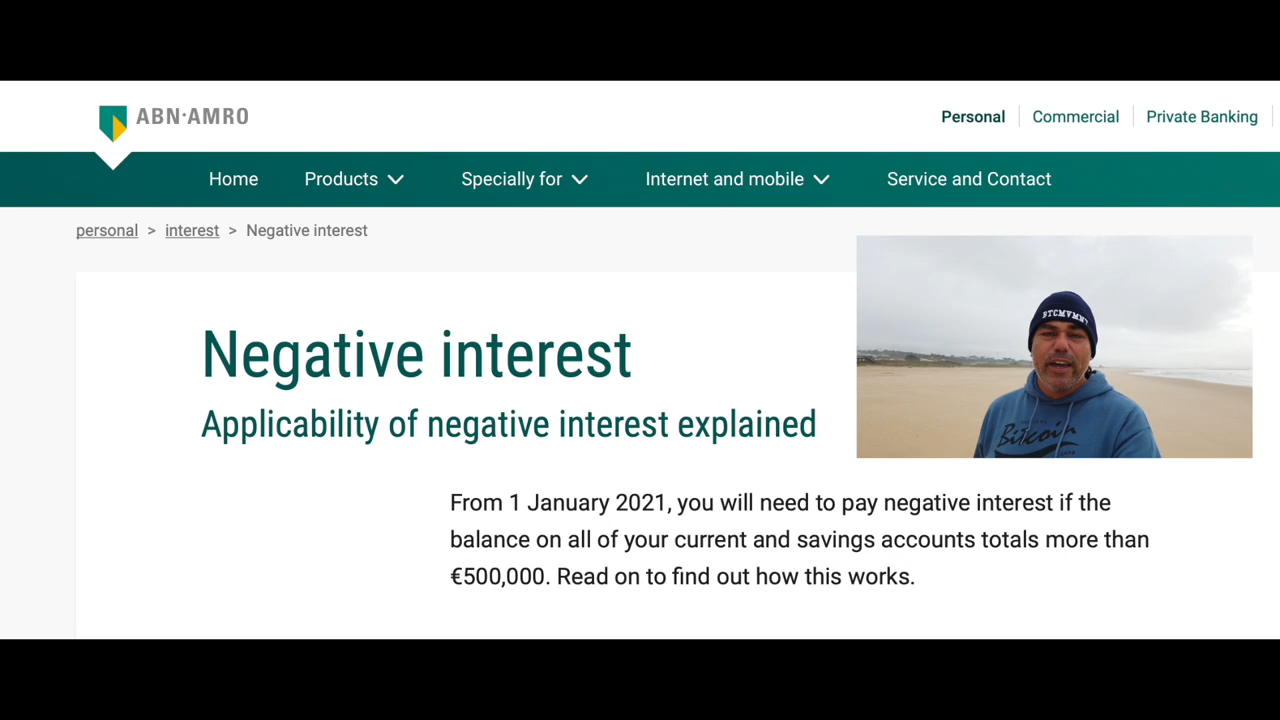 ABN·AMRO
Personal
Commercial
Private Banking
Home
Products
Specially for
Internet and mobile
Service and Contact
personal > interest > Negative interest
Negative interest
Applicability of negative interest explained
BTCMVMNT
Bitcoin
From 1 January 2021, you will need to pay negative interest if the
balance on all of your current and savings accounts totals more than
€500,000. Read on to find out how this works.